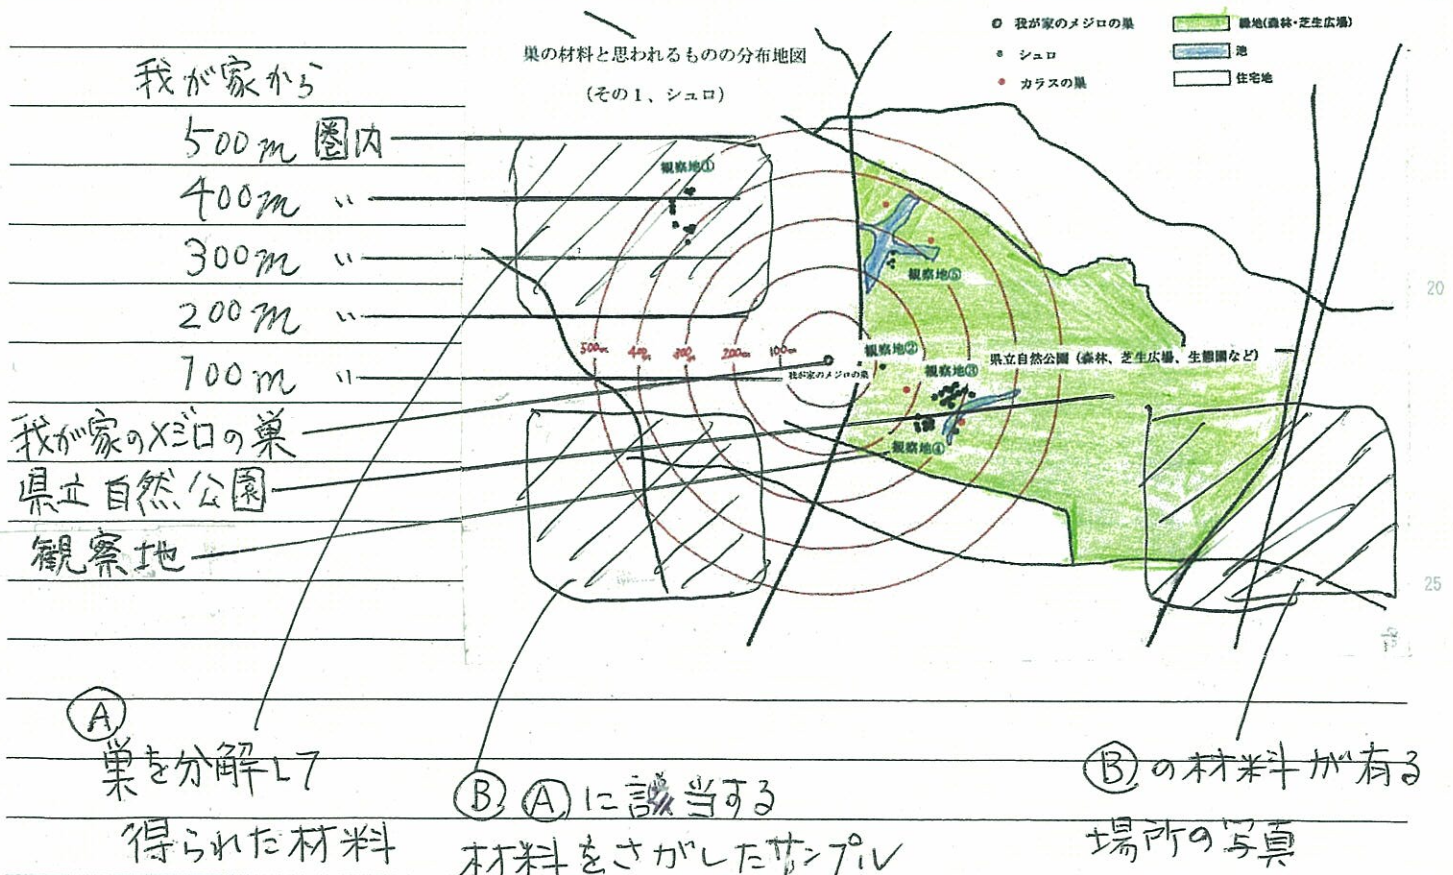 巣の材料と思われるものの分布地図
(その1、シュロ)
我が家のメジロの巣
シュロ
カラスの巣
緑地(森林・芝生広場)
池
住宅地
我が家から
500m 圏内
400m 〃
300m 〃
200m 〃
100m 〃
我が家のメジロの巣
県立自然公園
観察地
観察地①
観察地⑤
500m 400m 300m 200m 100m
観察地②
県立自然公園(森林、芝生広場、生態園など)
我が家のメジロの巣
観察地③
観察地④
20
25
Ⓐ
巣を分解して
得られた材料
Ⓑ Ⓐに該当する
材料をさがしたサンプル
Ⓑの材料が有る
場所の写真